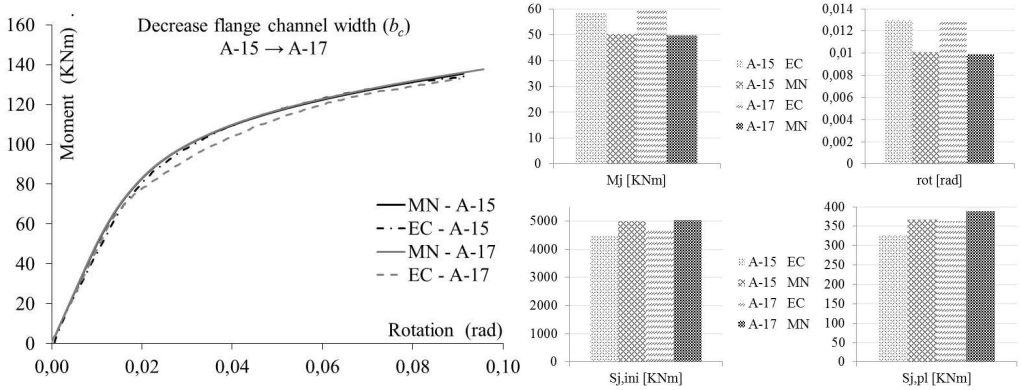 Decrease flange channel width (bc)
A-15 → A-17
Moment (KNm)
160
140
120
100
80
60
40
20
0
0,00
0,02
0,04
0,06
0,08
0,10
Rotation (rad)
MN - A-15
EC - A-15
MN - A-17
EC - A-17
60
50
40
30
20
10
0
Mj [KNm]
A-15 EC
A-15 MN
A-17 EC
A-17 MN
0,014
0,012
0,01
0,008
0,006
0,004
0,002
0
rot [rad]
5000
4000
3000
2000
1000
0
Sj,ini [KNm]
A-15 EC
A-15 MN
A-17 EC
A-17 MN
400
350
300
250
200
150
100
50
0
Sj,pl [KNm]